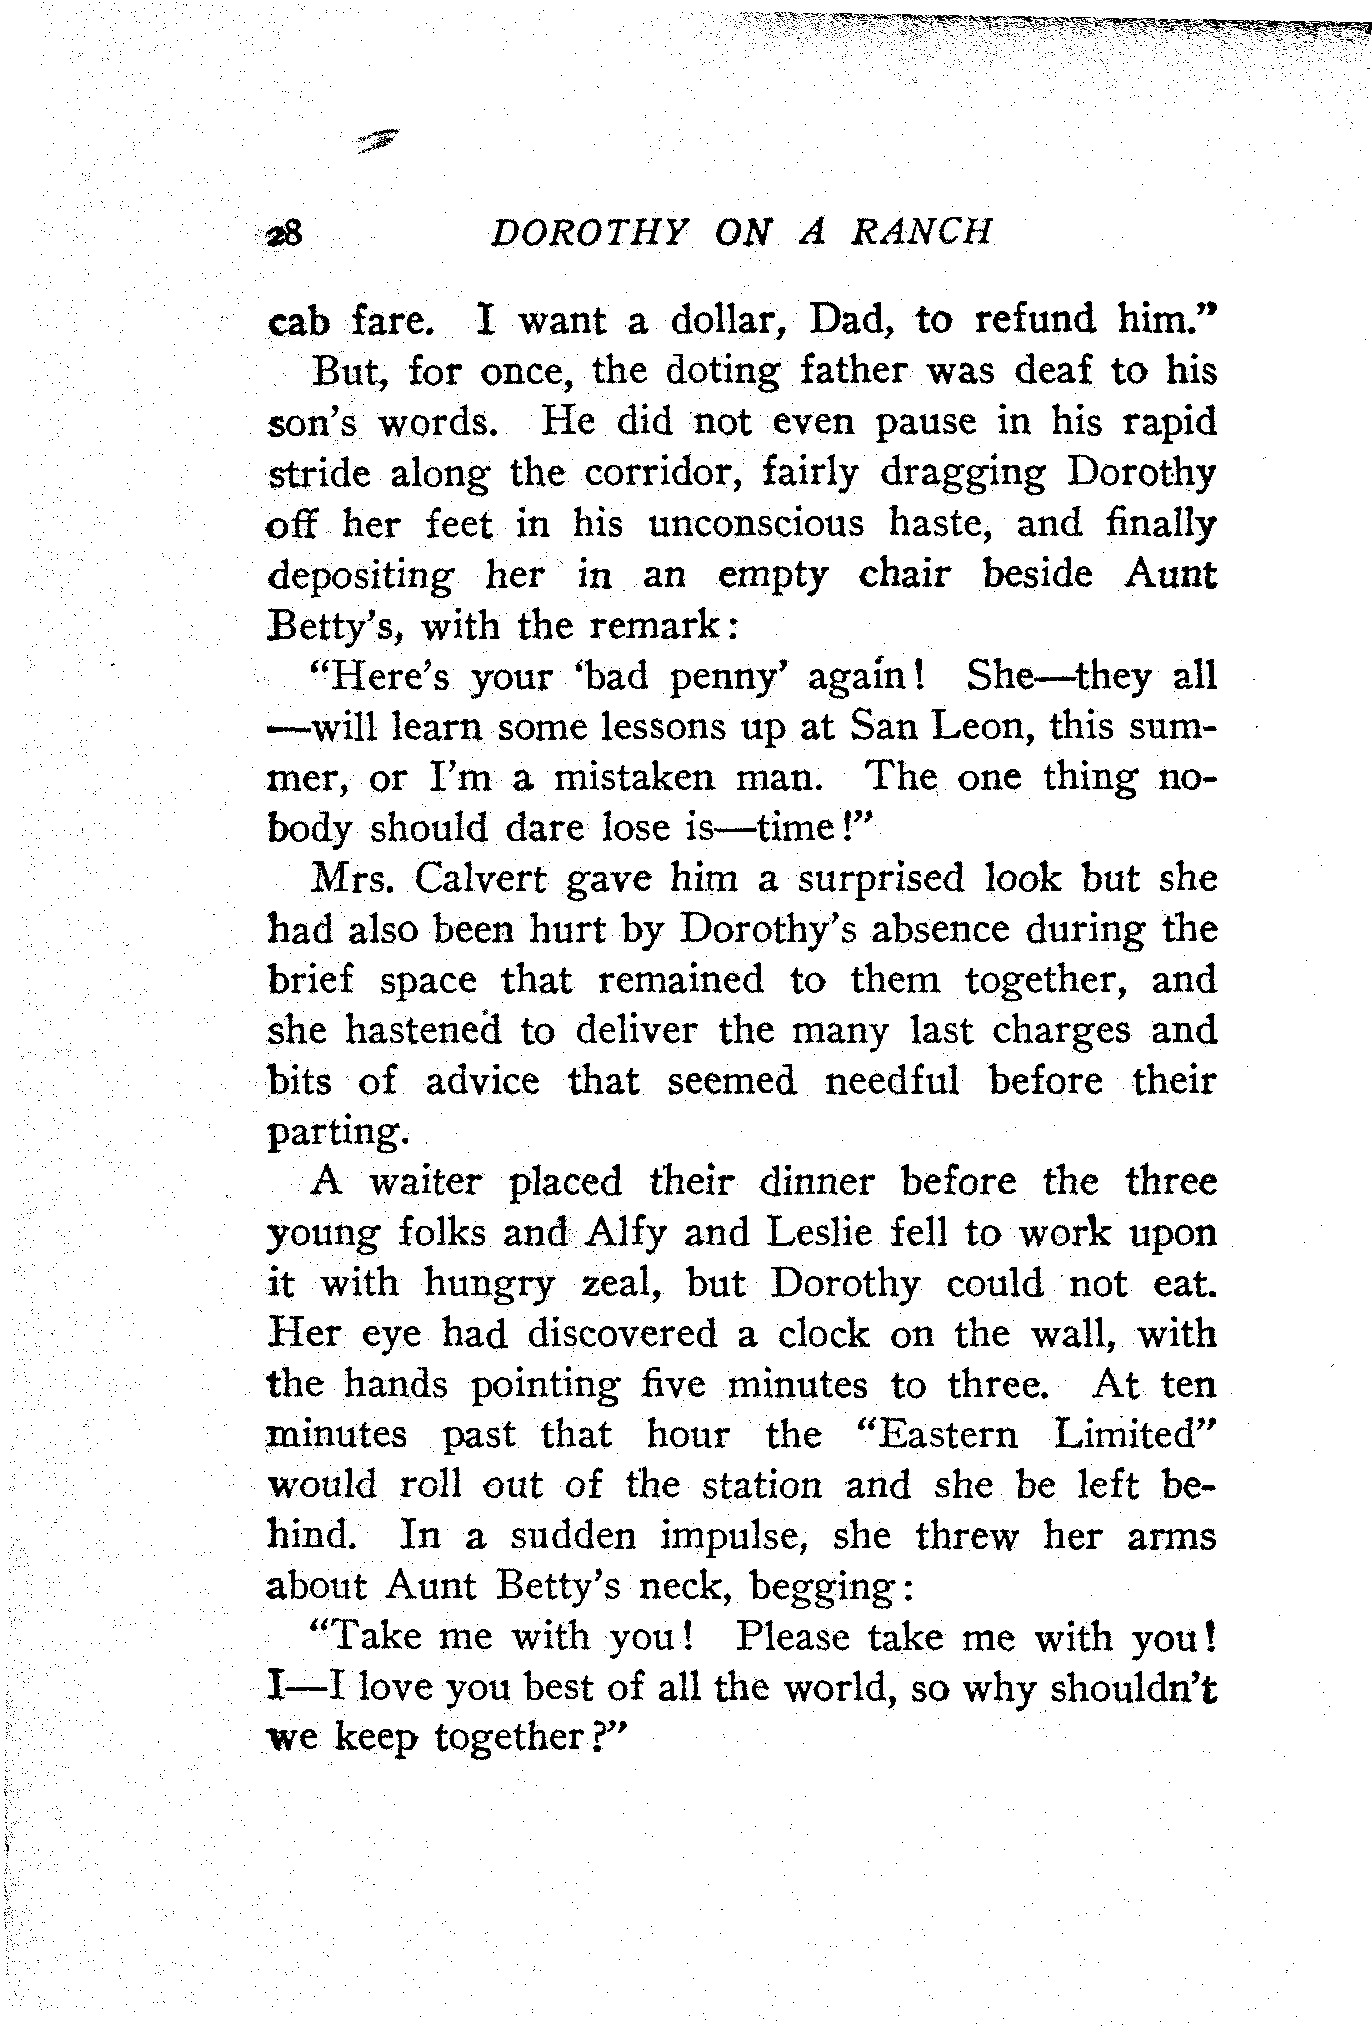 28 DOROTHY ON A RANCH
cab fare. I want a dollar, Dad, to refund him."
But, for once, the doting father was deaf to his
son's words. He did not even pause in his rapid
stride along the corridor, fairly dragging Dorothy
off her feet in his unconscious haste, and finally
depositing her in an empty chair beside Aunt
Betty's, with the remark:
"Here's your 'bad penny' again! She—they all
—will learn some lessons up at San Leon, this sum-
mer, or I'm a mistaken man. The one thing no-
body should dare lose is—time!"
Mrs. Calvert gave him a surprised look but she
had also been hurt by Dorothy's absence during the
brief space that remained to them together, and
she hastened to deliver the many last charges and
bits of advice that seemed needful before their
parting.
A waiter placed their dinner before the three
young folks and Alfy and Leslie fell to work upon
it with hungry zeal, but Dorothy could not eat.
Her eye had discovered a clock on the wall, with
the hands pointing five minutes to three. At ten
minutes past that hour the "Eastern Limited"
would roll out of the station and she be left be-
hind. In a sudden impulse, she threw her arms
about Aunt Betty's neck, begging:
"Take me with you! Please take me with you!
I—I love you best of all the world, so why shouldn't
we keep together?"